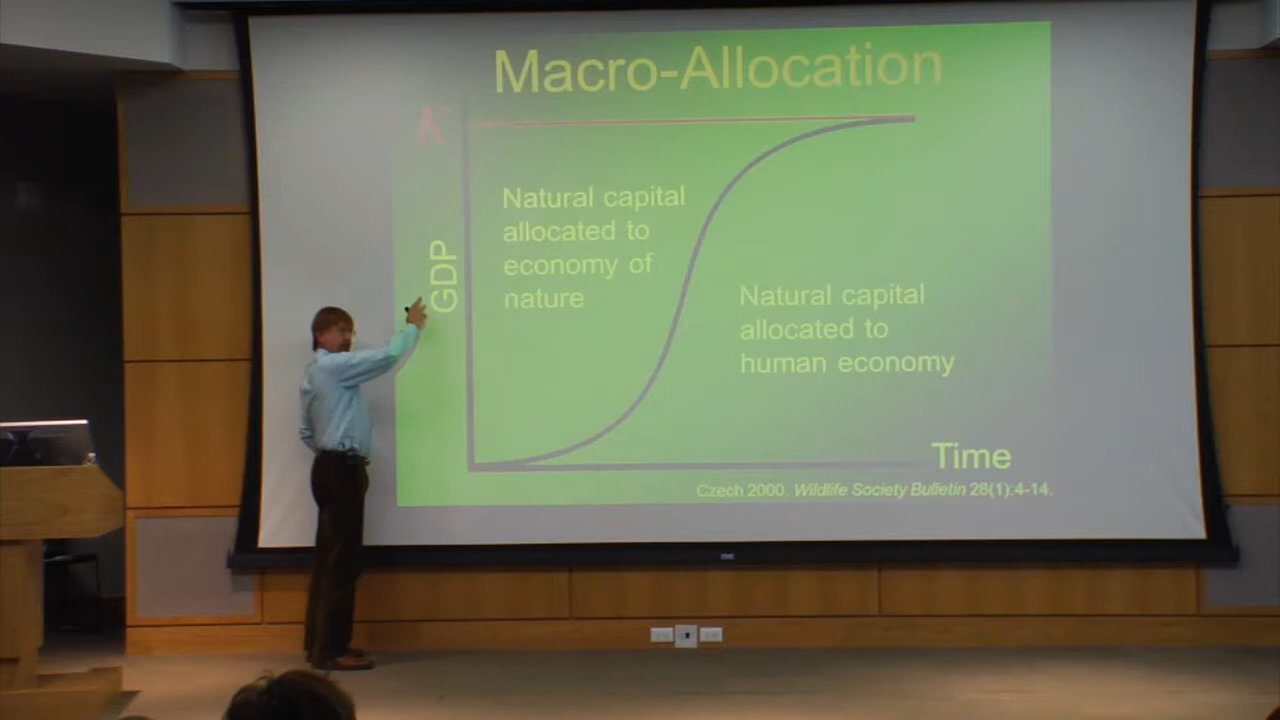 Macro-Allocation
K
GDP
Natural capital
allocated to
economy of
nature
Natural capital
allocated to
human economy
Time
Czech 2000. Wildlife Society Bulletin 28(1):4-14.